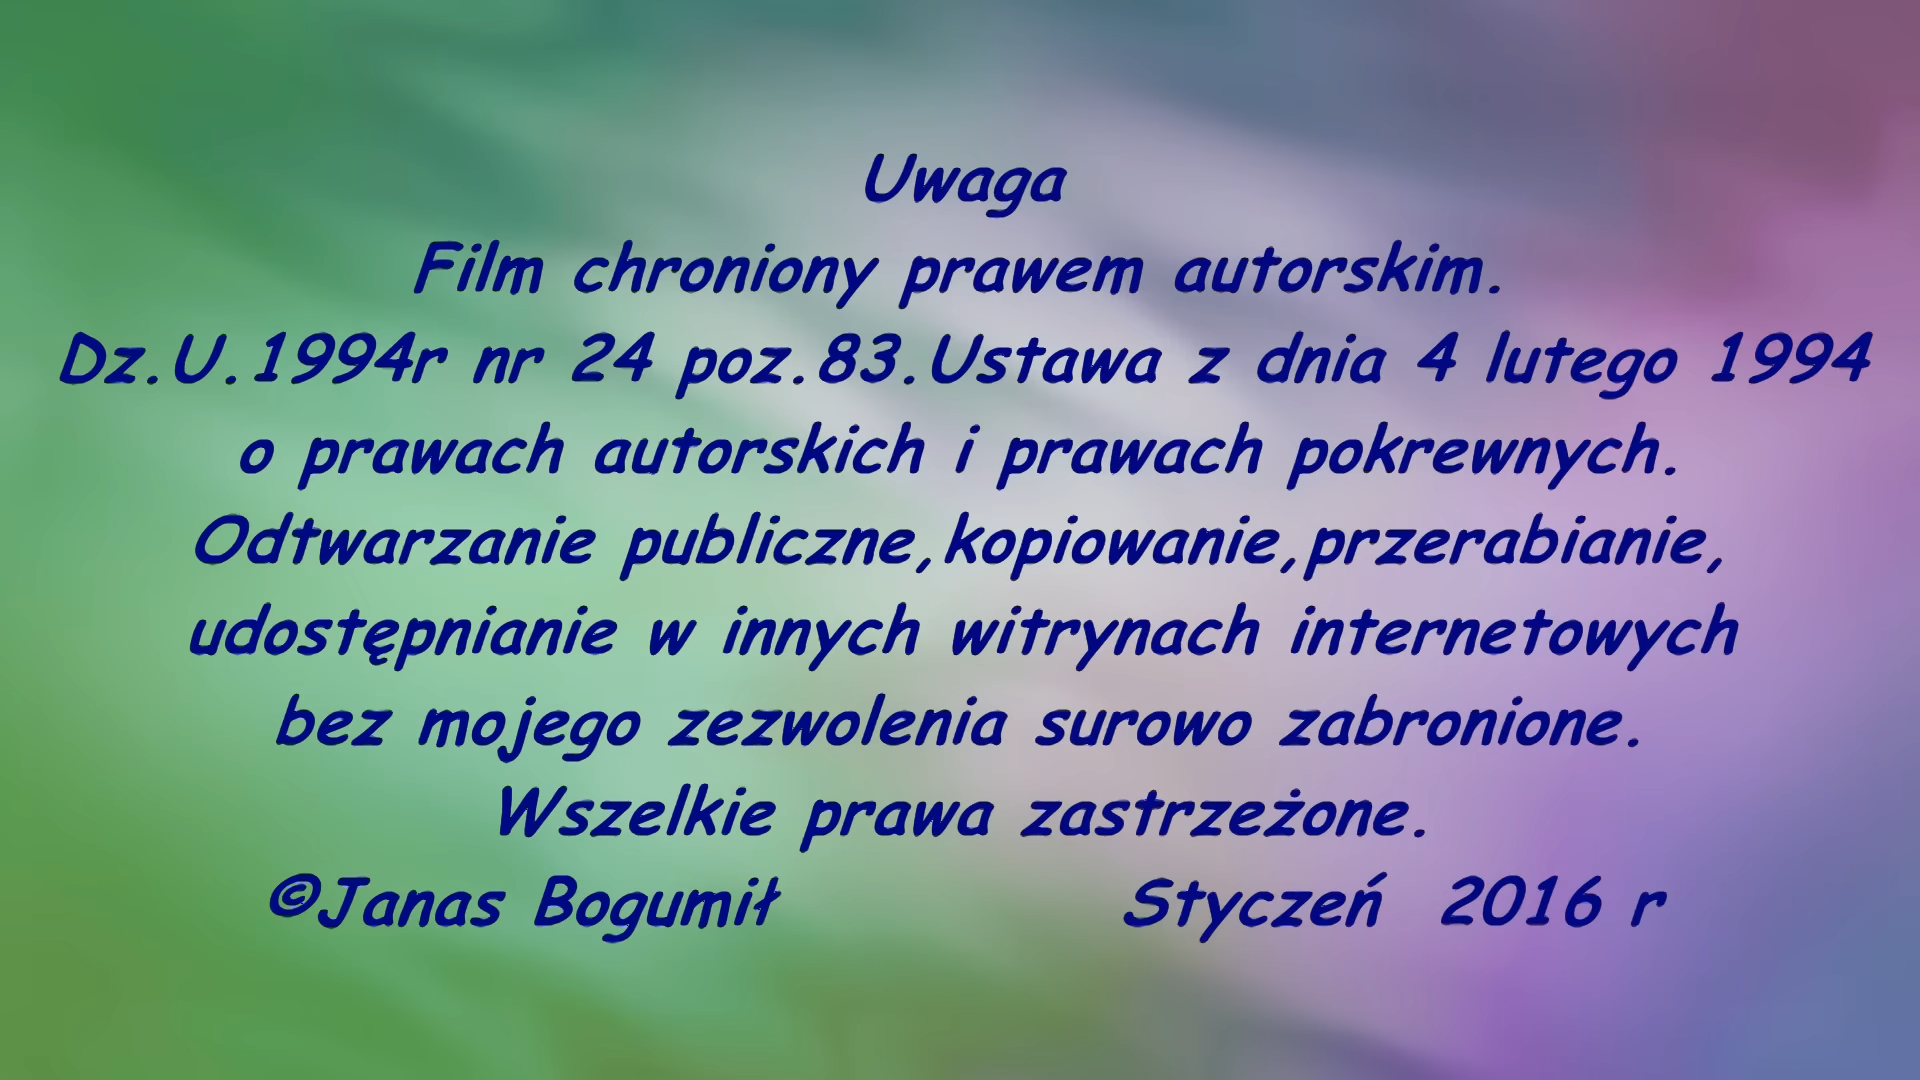 Uwaga
Film chroniony prawem autorskim.
Dz.U.1994r nr 24 poz.83.Ustawa z dnia 4 lutego 1994
o prawach autorskich i prawach pokrewnych.
Odtwarzanie publiczne,kopiowanie,przerabianie,
udostępnianie w innych witrynach internetowych
bez mojego zezwolenia surowo zabronione.
Wszelkie prawa zastrzeżone.
©Janas Bogumił Styczeń 2016 r